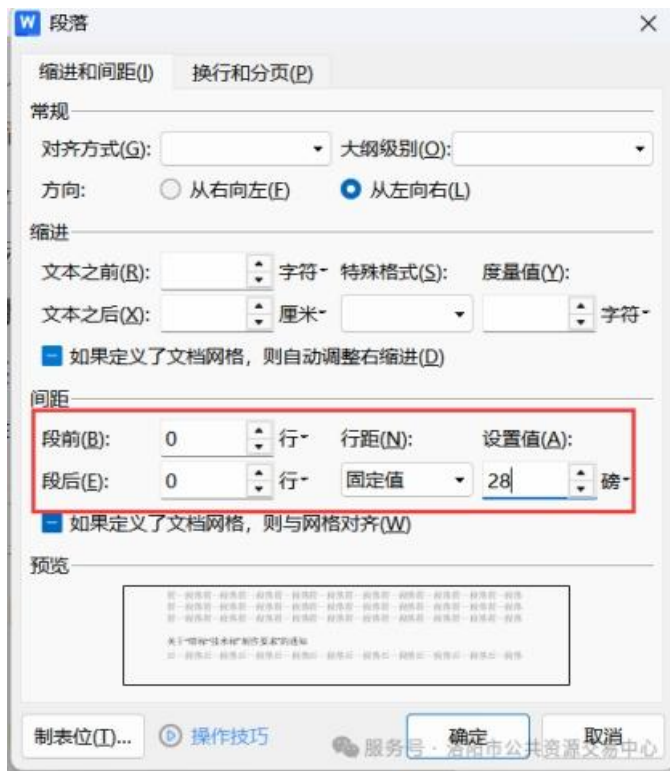 W 段落
缩进和间距(I) 换行和分页(P)
常规
对齐方式(G): 大纲级别(O):
方向: 从右向左(F) 从左向右(L)
缩进
文本之前(R): 字符 特殊格式(S): 度量值(Y):
文本之后(X): 厘米 字符
如果定义了文档网格，则自动调整右缩进(D)
间距
段前(B): 0 行 行距(N): 设置值(A):
段后(E): 0 行 固定值 28 磅
如果定义了文档网格，则与网格对齐(W)
预览
制表位(T)... 操作技巧 确定 取消
服务号 · 洛阳市公共资源交易中心